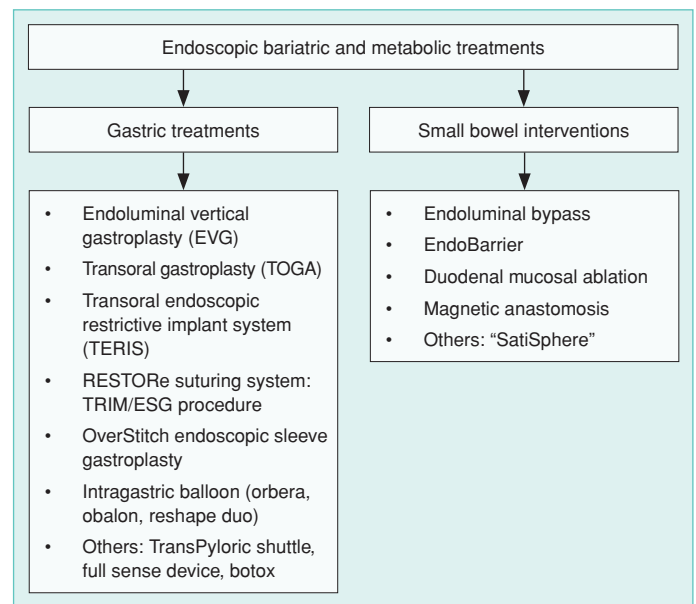 Endoscopic bariatric and metabolic treatments
Gastric treatments
Small bowel interventions
• Endoluminal vertical
gastroplasty (EVG)
• Transoral gastroplasty (TOGA)
• Transoral endoscopic
restrictive implant system
(TERIS)
• RESTORe suturing system:
TRIM/ESG procedure
• OverStitch endoscopic sleeve
gastroplasty
• Intragastric balloon (orbera,
obalon, reshape duo)
• Others: TransPyloric shuttle,
full sense device, botox
• Endoluminal bypass
• EndoBarrier
• Duodenal mucosal ablation
• Magnetic anastomosis
• Others: “SatiSphere”